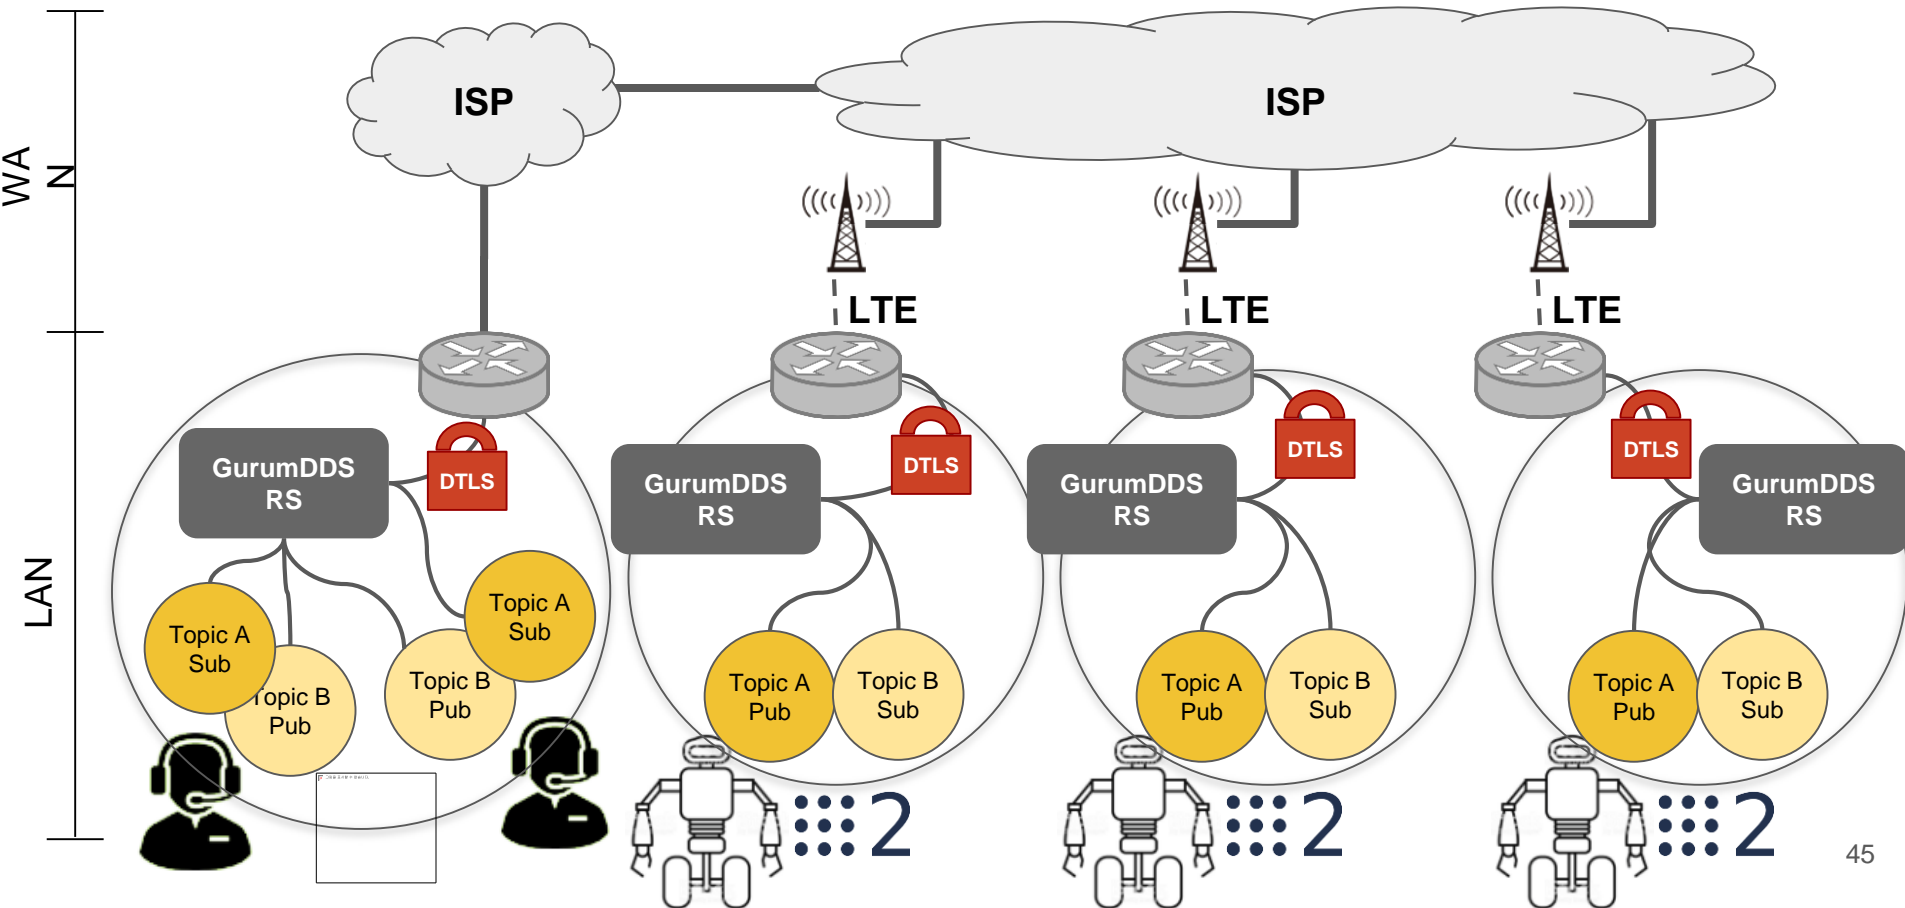 WA
N
LAN
ISP
ISP
LTE
LTE
LTE
DTLS
DTLS
DTLS
DTLS
GurumDDS
RS
GurumDDS
RS
GurumDDS
RS
GurumDDS
RS
Topic A
Sub
Topic B
Pub
Topic B
Pub
Topic A
Sub
Topic A
Pub
Topic B
Sub
Topic A
Pub
Topic B
Sub
Topic A
Pub
Topic B
Sub
2
2
2
45